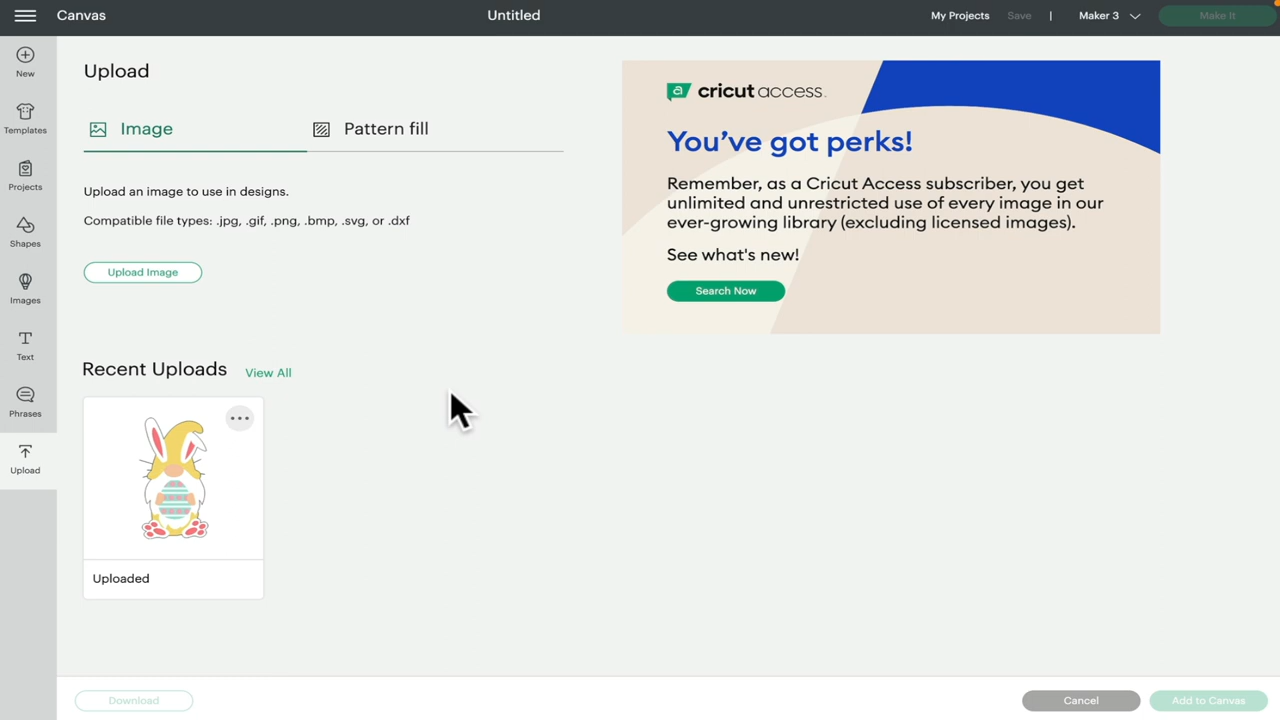 Canvas
Untitled
My Projects
Save
|
Maker 3
Make It
New
Templates
Projects
Shapes
Images
Text
Phrases
Upload
Upload
Image
Pattern fill
Upload an image to use in designs.
Compatible file types: .jpg, .gif, .png, .bmp, .svg, or .dxf
Upload Image
cricut access™
You've got perks!
Remember, as a Cricut Access subscriber, you get
unlimited and unrestricted use of every image in our
ever-growing library (excluding licensed images).
See what's new!
Search Now
Recent Uploads
View All
Uploaded
Download
Cancel
Add to Canvas